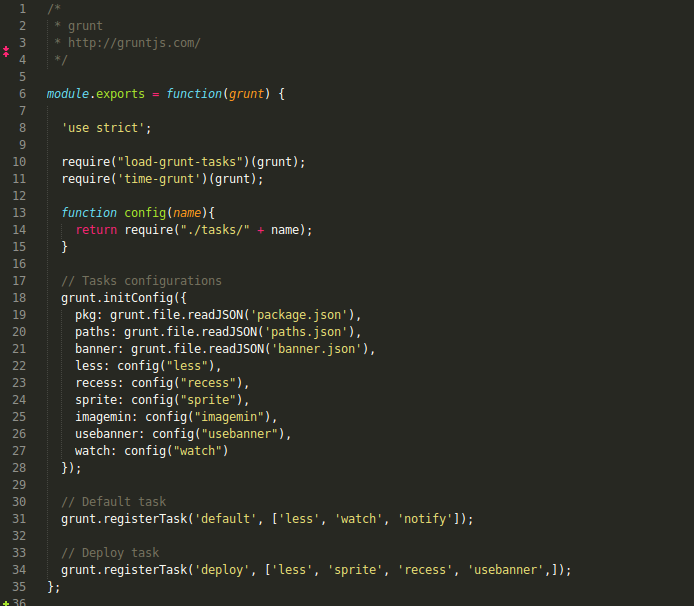 1 /*
2  * grunt
3  * http://gruntjs.com/
4  */
5
6 module.exports = function(grunt) {
7
8   'use strict';
9
10   require("load-grunt-tasks")(grunt);
11   require('time-grunt')(grunt);
12
13   function config(name){
14     return require("./tasks/" + name);
15   }
16
17   // Tasks configurations
18   grunt.initConfig({
19     pkg: grunt.file.readJSON('package.json'),
20     paths: grunt.file.readJSON('paths.json'),
21     banner: grunt.file.readJSON('banner.json'),
22     less: config("less"),
23     recess: config("recess"),
24     sprite: config("sprite"),
25     imagemin: config("imagemin"),
26     usebanner: config("usebanner"),
27     watch: config("watch")
28   });
29
30   // Default task
31   grunt.registerTask('default', ['less', 'watch', 'notify']);
32
33   // Deploy task
34   grunt.registerTask('deploy', ['less', 'sprite', 'recess', 'usebanner',]);
35 };
36